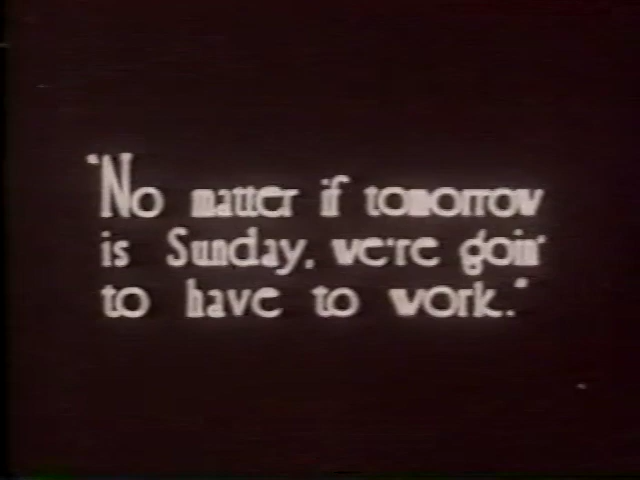 "No matter if tomorrow
is Sunday, we're goin'
to have to work."